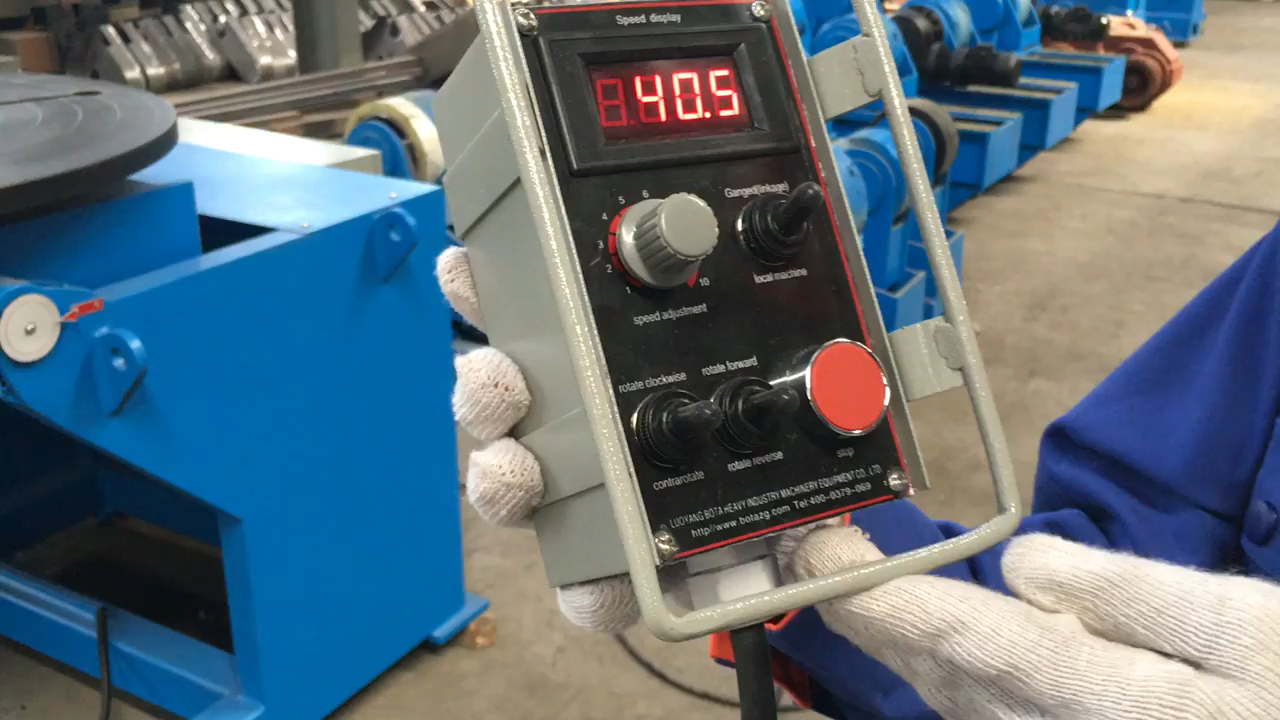 Speed display
40.5
6
5
4
3
2
1
10
speed adjustment
Ganged(linkage)
local machine
rotate clockwise
rotate forward
contrarotate
rotate reverse
stop
LUOYANG BOTA HEAVY INDUSTRY MACHINERY EQUIPMENT CO., LTD
http//www.botazg.com Tel:400-0379-069